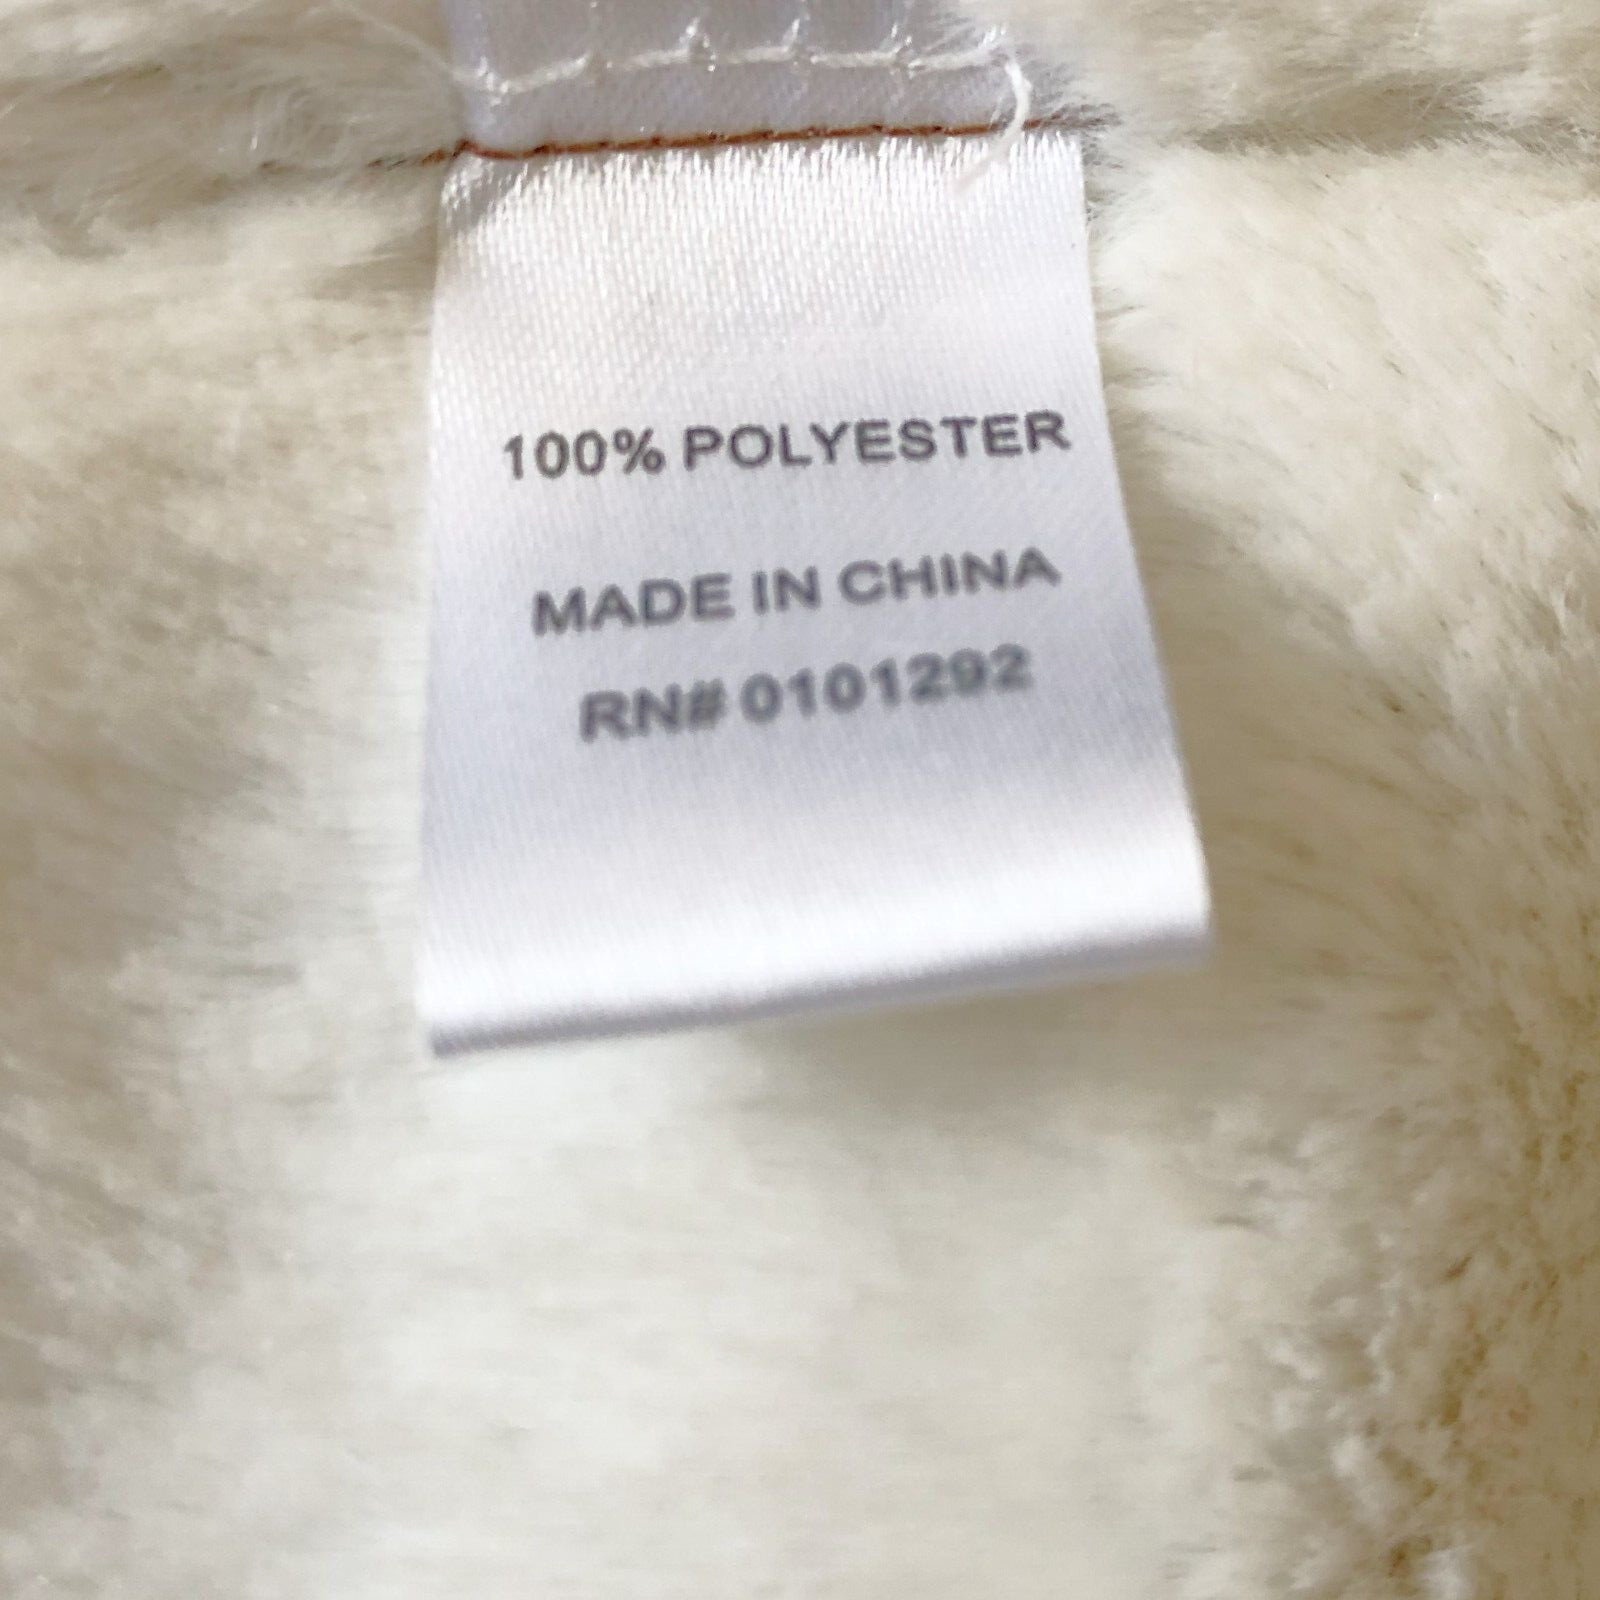 100% POLYESTER
MADE IN CHINA
RN# 0101292